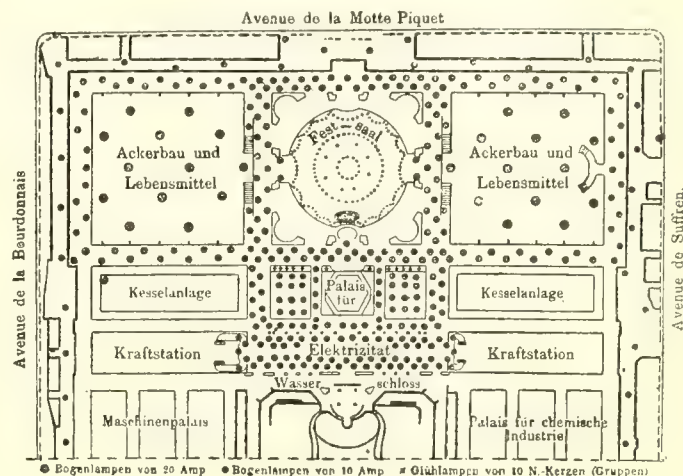 Avenue de la Motte Piquet
Avenue de la Bourdonnais
Avenue de Suffren.
Fest-saal
Ackerbau und
Lebensmittel
Ackerbau und
Lebensmittel
Kesselanlage
Palais
für
Kesselanlage
Kraftstation
Elektrizität
Kraftstation
Wasser schloss
Maschinenpalais
Palais für chemische
Industrie
Bogenlampen von 20 Amp Bogenlampen von 10 Amp Glühlampen von 10 N.-Kerzen (Gruppen)